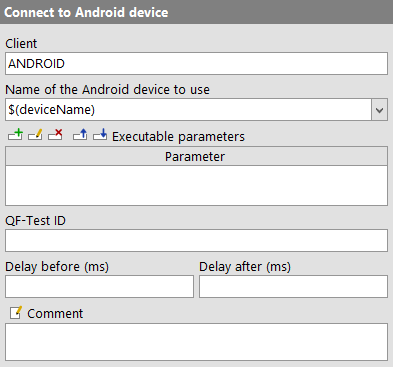 Connect to Android device
Client
ANDROID
Name of the Android device to use
$(deviceName)
Executable parameters
Parameter
QF-Test ID
Delay before (ms) Delay after (ms)
Comment